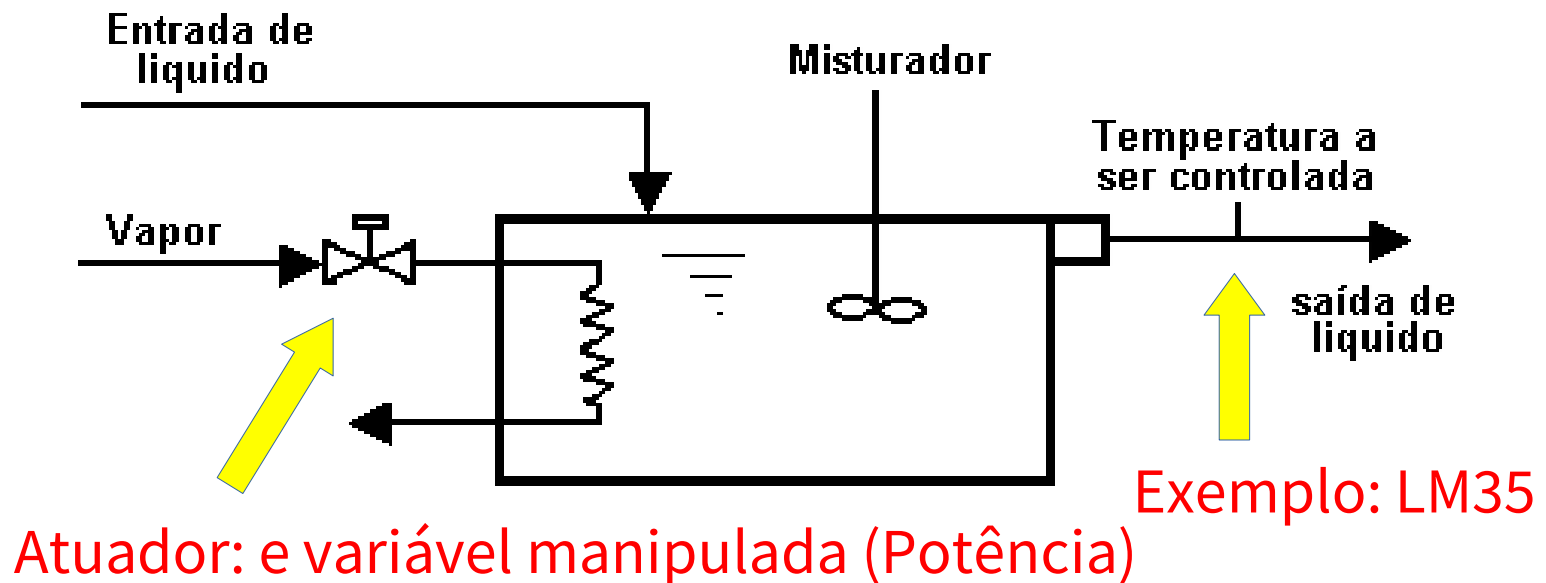 Entrada de
liquido
Misturador
Temperatura a
ser controlada
Vapor
saída de
liquido
Exemplo: LM35
Atuador: e variável manipulada (Potência)